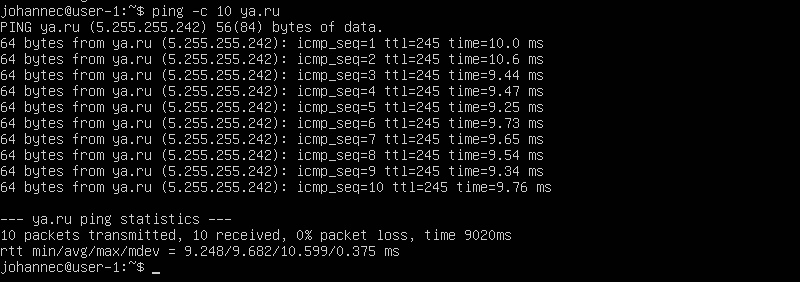 johannec@user-1:~$ ping -c 10 ya.ru
PING ya.ru (5.255.255.242) 56(84) bytes of data.
64 bytes from ya.ru (5.255.255.242): icmp_seq=1 ttl=245 time=10.0 ms
64 bytes from ya.ru (5.255.255.242): icmp_seq=2 ttl=245 time=10.6 ms
64 bytes from ya.ru (5.255.255.242): icmp_seq=3 ttl=245 time=9.44 ms
64 bytes from ya.ru (5.255.255.242): icmp_seq=4 ttl=245 time=9.47 ms
64 bytes from ya.ru (5.255.255.242): icmp_seq=5 ttl=245 time=9.25 ms
64 bytes from ya.ru (5.255.255.242): icmp_seq=6 ttl=245 time=9.73 ms
64 bytes from ya.ru (5.255.255.242): icmp_seq=7 ttl=245 time=9.65 ms
64 bytes from ya.ru (5.255.255.242): icmp_seq=8 ttl=245 time=9.54 ms
64 bytes from ya.ru (5.255.255.242): icmp_seq=9 ttl=245 time=9.34 ms
64 bytes from ya.ru (5.255.255.242): icmp_seq=10 ttl=245 time=9.76 ms
--- ya.ru ping statistics ---
10 packets transmitted, 10 received, 0% packet loss, time 9020ms
rtt min/avg/max/mdev = 9.248/9.682/10.599/0.375 ms
johannec@user-1:~$ _